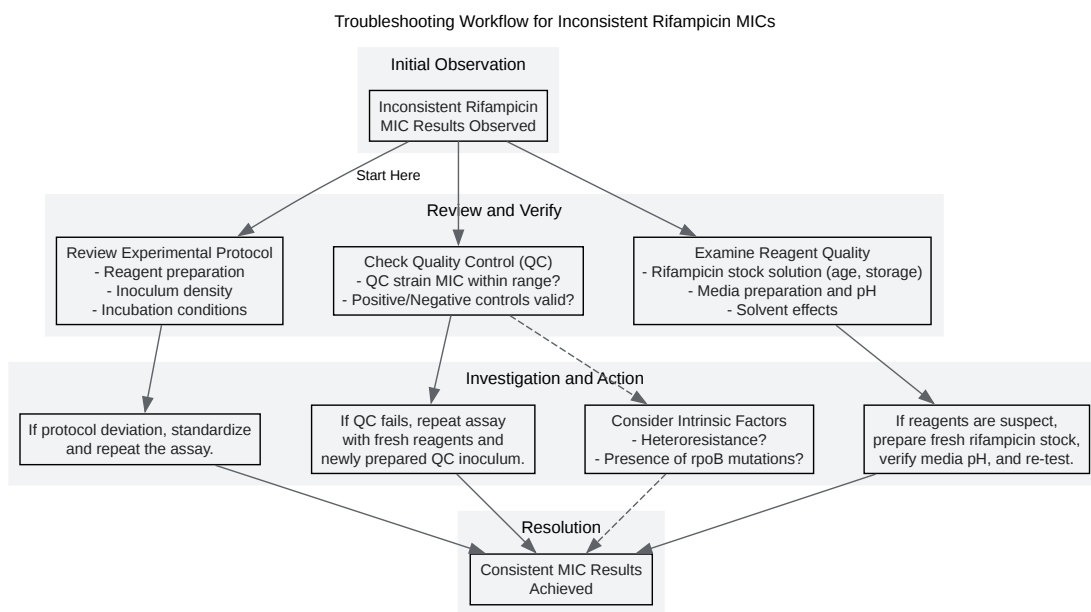 Troubleshooting Workflow for Inconsistent Rifampicin MICs
Initial Observation
Inconsistent Rifampicin
MIC Results Observed
Start Here
Review and Verify
Review Experimental Protocol
- Reagent preparation
- Inoculum density
- Incubation conditions
Check Quality Control (QC)
- QC strain MIC within range?
- Positive/Negative controls valid?
Examine Reagent Quality
- Rifampicin stock solution (age, storage)
- Media preparation and pH
- Solvent effects
Investigation and Action
If protocol deviation, standardize
and repeat the assay.
If QC fails, repeat assay
with fresh reagents and
newly prepared QC inoculum.
Consider Intrinsic Factors
- Heteroresistance?
- Presence of rpoB mutations?
If reagents are suspect,
prepare fresh rifampicin stock,
verify media pH, and re-test.
Resolution
Consistent MIC Results
Achieved